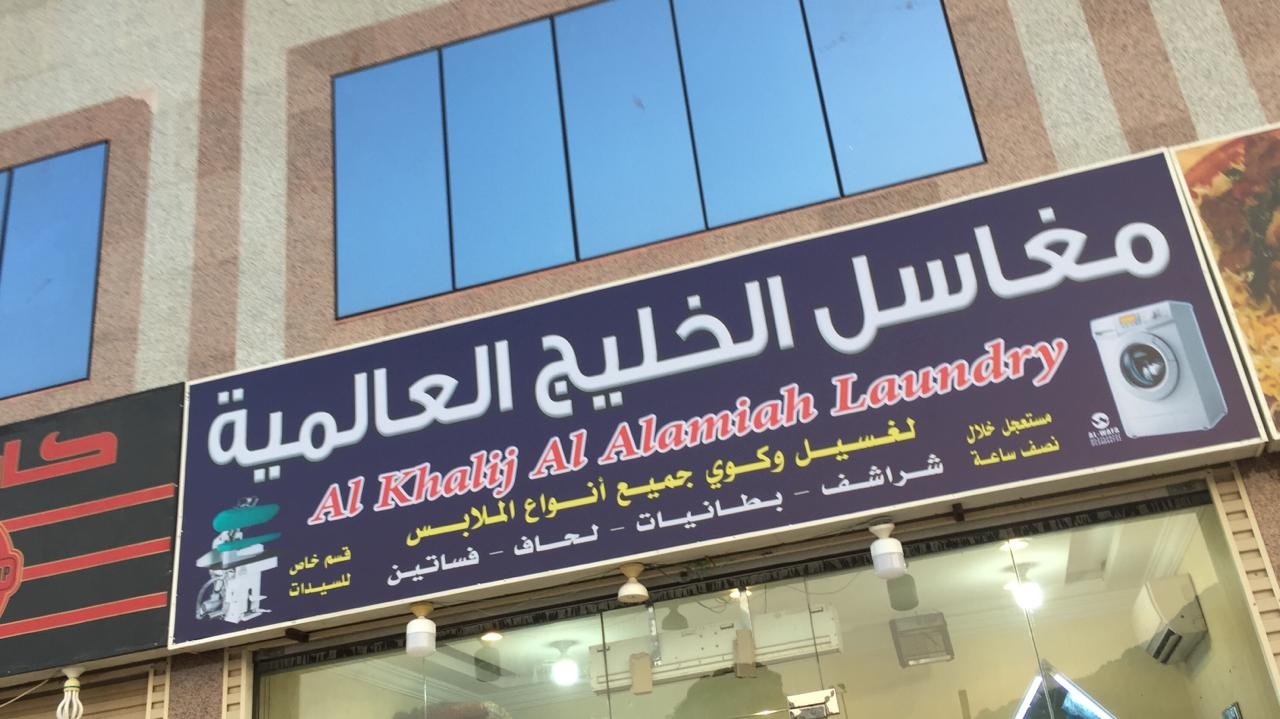 مغاسل الخليج العالمية
Al Khalij Al Alamiah Laundry
لغسيل وكوي جميع أنواع الملابس
شراشف - بطانيات - لحاف - فساتين
مستعجل خلال
نصف ساعة
قسم خاص
للسيدات